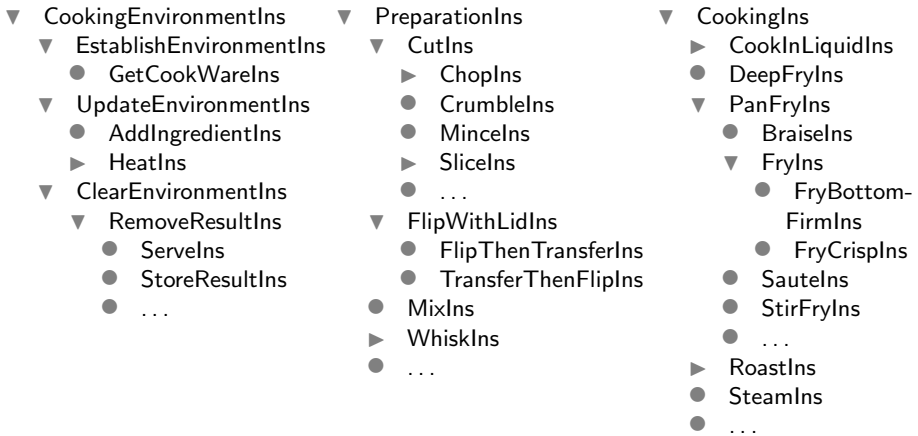 CookingEnvironmentIns
EstablishEnvironmentIns
GetCookWareIns
UpdateEnvironmentIns
AddIngredientIns
HeatIns
ClearEnvironmentIns
RemoveResultIns
ServeIns
StoreResultIns
...
PreparationIns
CutIns
ChopIns
CrumbleIns
MinceIns
SliceIns
...
FlipWithLidIns
FlipThenTransferIns
TransferThenFlipIns
MixIns
WhiskIns
...
CookingIns
CookInLiquidIns
DeepFryIns
PanFryIns
BraiseIns
FryIns
FryBottom-
FirmIns
FryCrispIns
SauteIns
StirFryIns
...
RoastIns
SteamIns
...